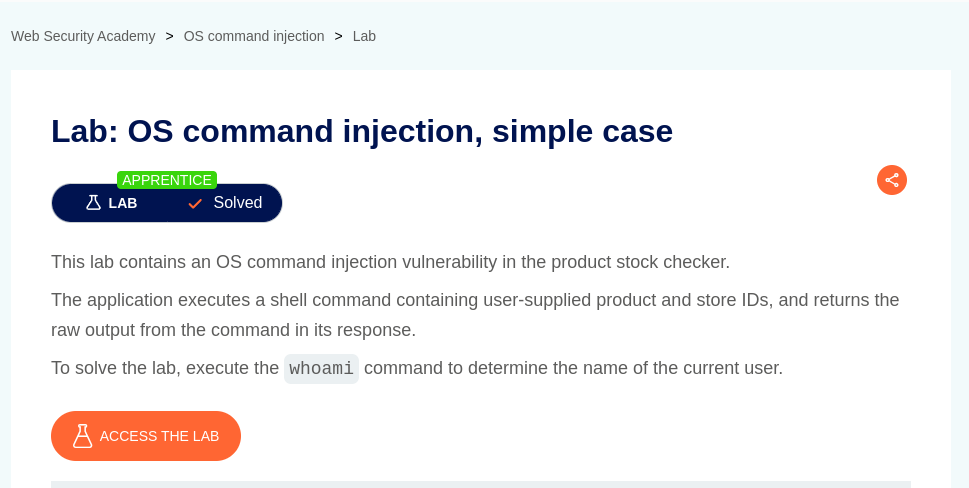 Web Security Academy > OS command injection > Lab
Lab: OS command injection, simple case
APPRENTICE
LAB Solved
This lab contains an OS command injection vulnerability in the product stock checker.
The application executes a shell command containing user-supplied product and store IDs, and returns the
raw output from the command in its response.
To solve the lab, execute the whoami command to determine the name of the current user.
ACCESS THE LAB